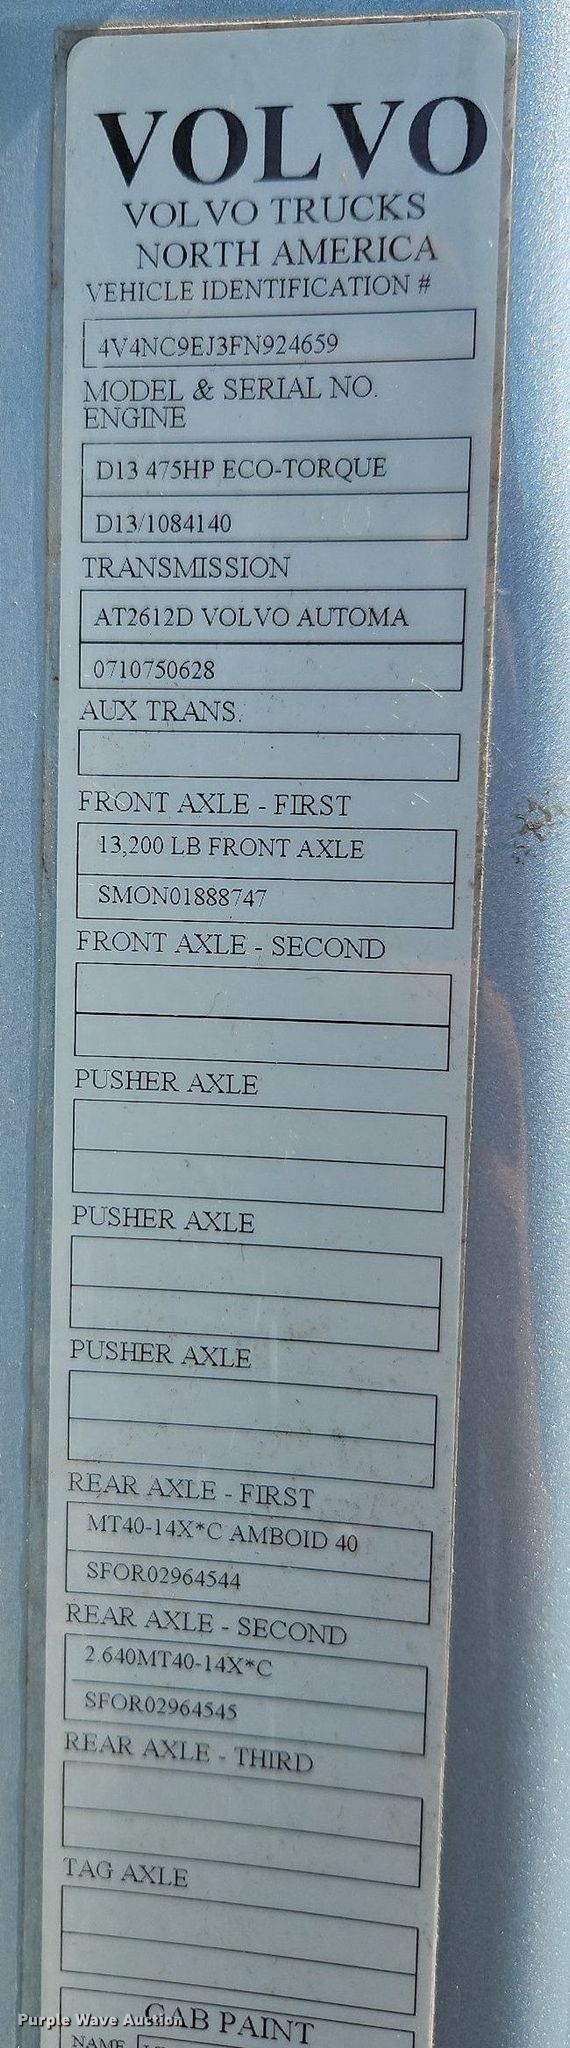 VOLVO
VOLVO TRUCKS
NORTH AMERICA
VEHICLE IDENTIFICATION #
4V4NC9EJ3FN924659
MODEL & SERIAL NO.
ENGINE
D13 475HP ECO-TORQUE
D13/1084140
TRANSMISSION
AT2612D VOLVO AUTOMA
0710750628
AUX TRANS.
FRONT AXLE - FIRST
13,200 LB FRONT AXLE
SMON01888747
FRONT AXLE - SECOND
PUSHER AXLE
PUSHER AXLE
PUSHER AXLE
REAR AXLE - FIRST
MT40-14X*C AMBOID 40
SFOR02964544
REAR AXLE - SECOND
2.640MT40-14X*C
SFOR02964545
REAR AXLE - THIRD
TAG AXLE
CAB PAINT
NAME
Purple Wave Auction